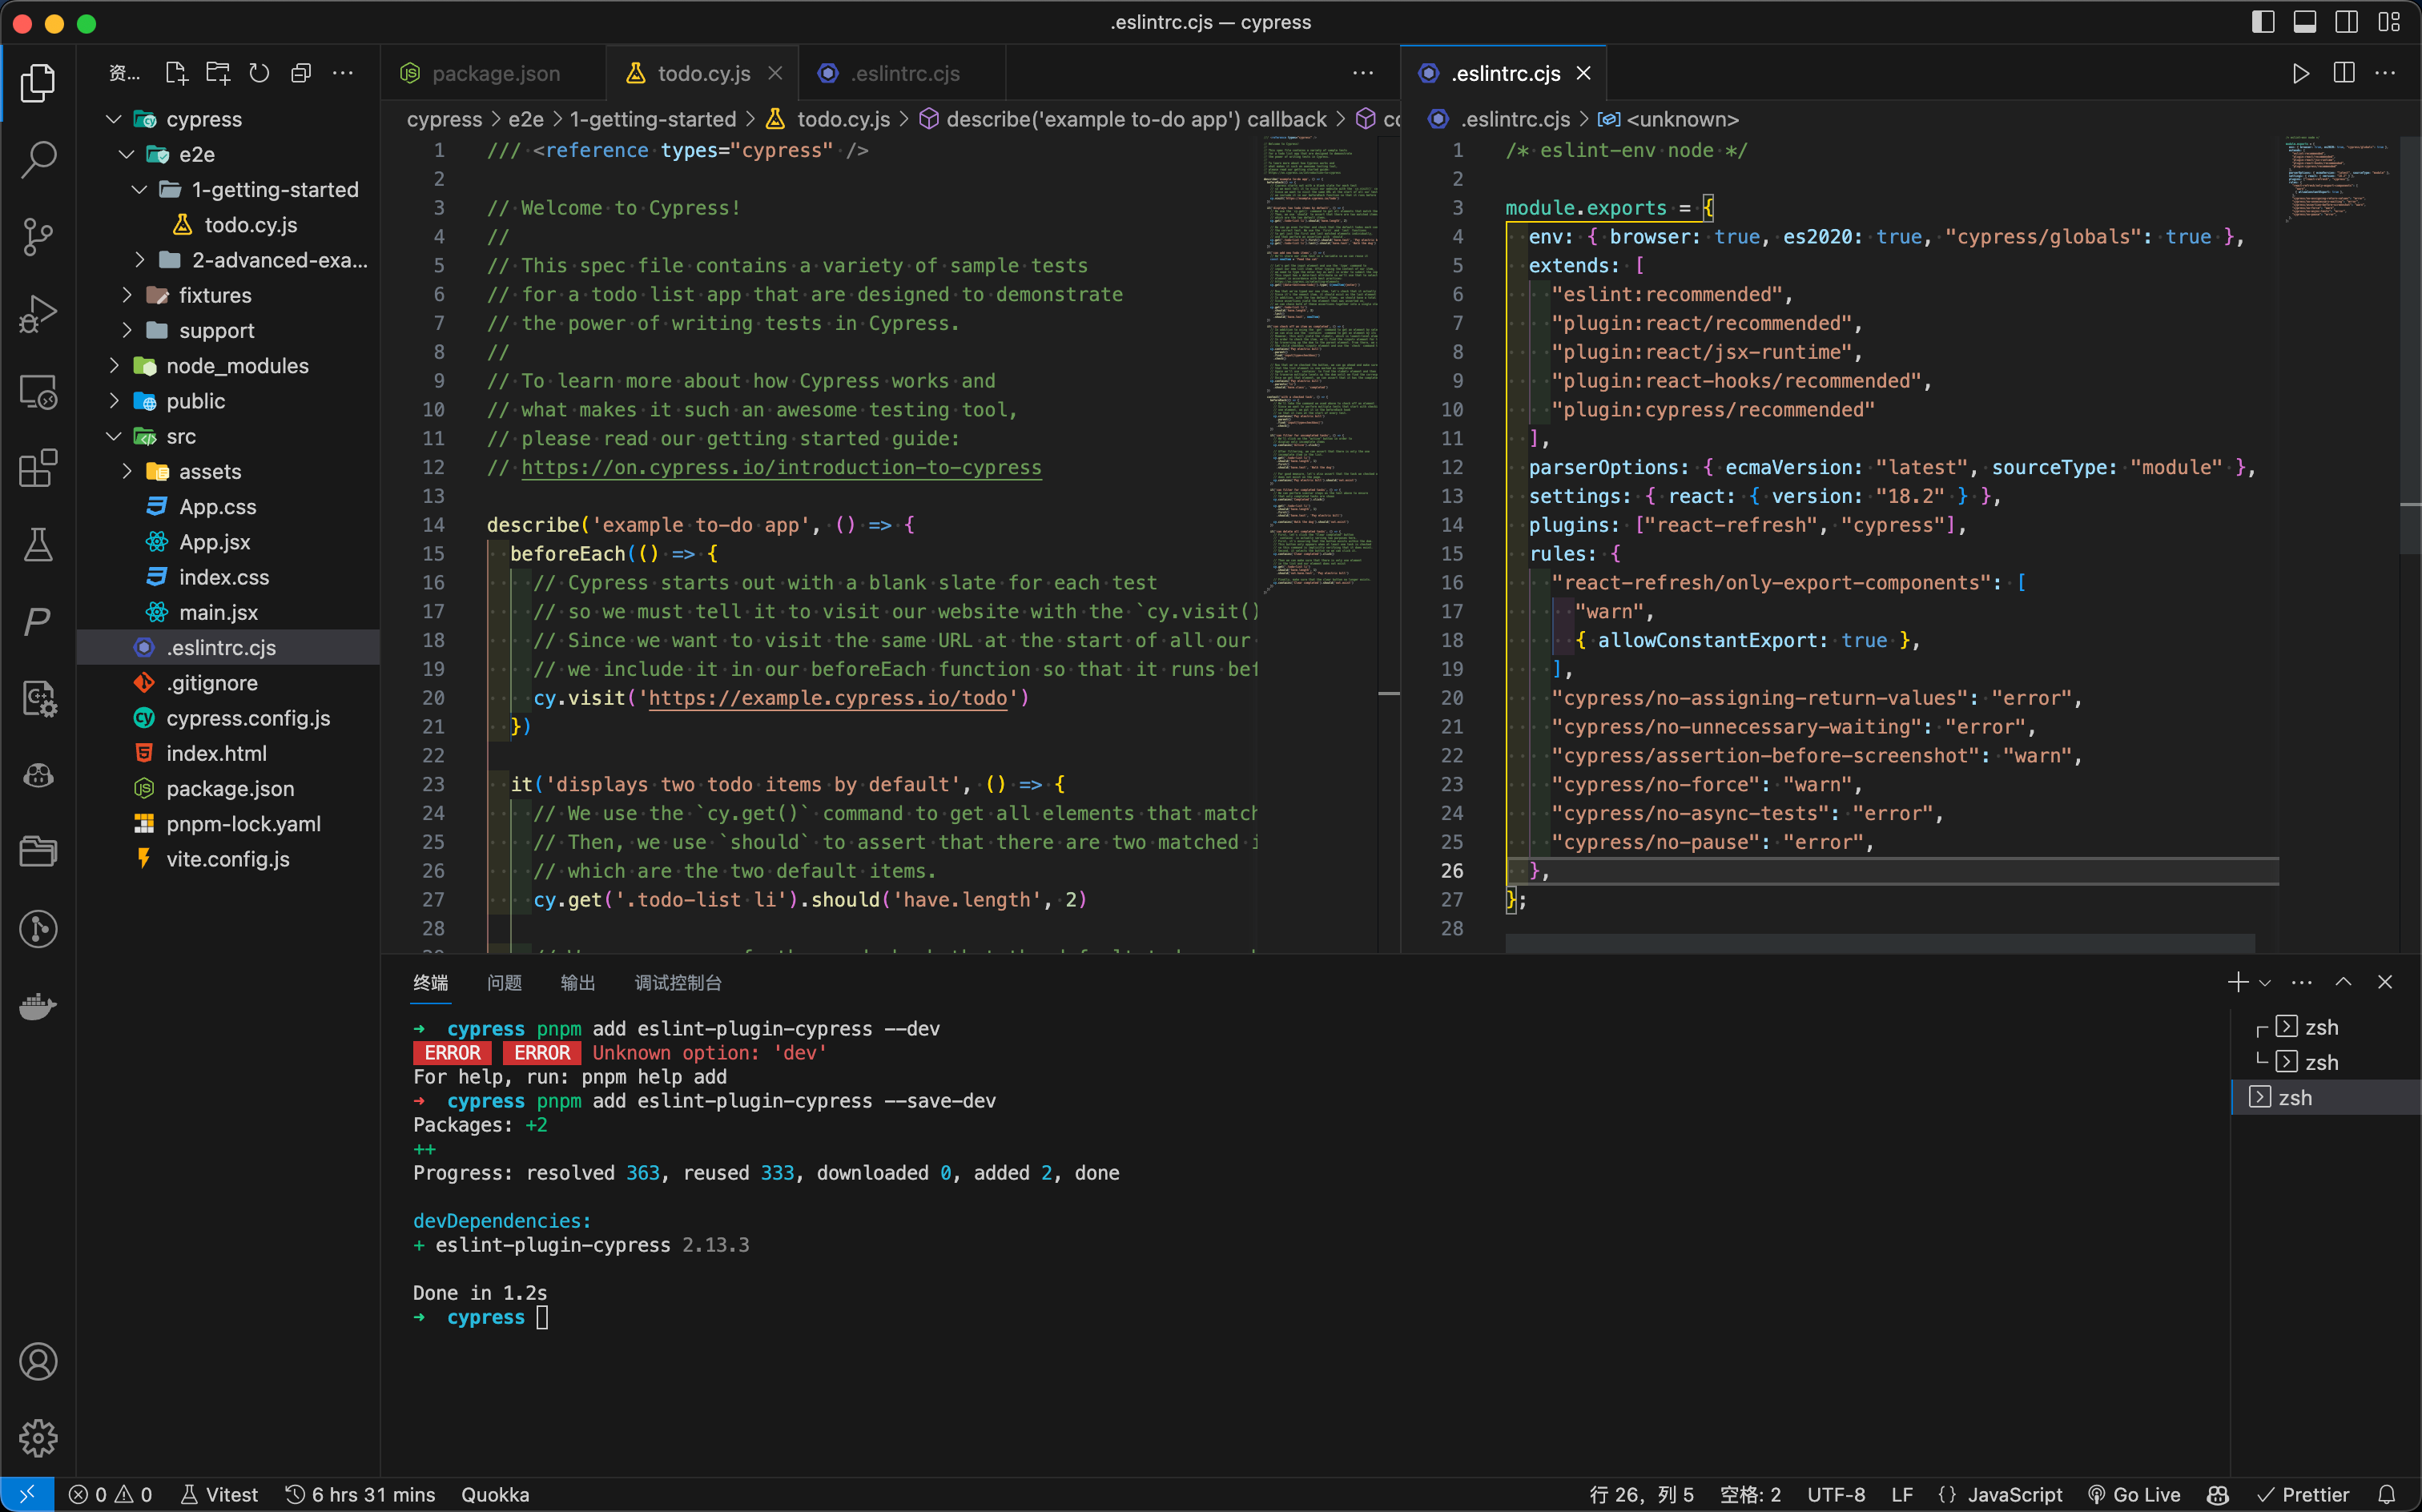 .eslintrc.cjs — cypress
资...
cypress
e2e
1-getting-started
todo.cy.js
2-advanced-exa...
fixtures
support
node_modules
public
src
assets
App.css
App.jsx
index.css
main.jsx
.eslintrc.cjs
.gitignore
cypress.config.js
index.html
package.json
pnpm-lock.yaml
vite.config.js
package.json
todo.cy.js
.eslintrc.cjs
cypress > e2e > 1-getting-started > todo.cy.js > describe('example to-do app') callback >
1 /// <reference types="cypress" />
2
3 // Welcome to Cypress!
4 //
5 // This spec file contains a variety of sample tests
6 // for a todo list app that are designed to demonstrate
7 // the power of writing tests in Cypress.
8 //
9 // To learn more about how Cypress works and
10 // what makes it such an awesome testing tool,
11 // please read our getting started guide:
12 // https://on.cypress.io/introduction-to-cypress
13
14 describe('example to-do app', () => {
15 beforeEach(() => {
16 // Cypress starts out with a blank slate for each test
17 // so we must tell it to visit our website with the `cy.visit()
18 // Since we want to visit the same URL at the start of all our
19 // we include it in our beforeEach function so that it runs bef
20 cy.visit('https://example.cypress.io/todo')
21 })
22
23 it('displays two todo items by default', () => {
24 // We use the `cy.get()` command to get all elements that match
25 // Then, we use `should` to assert that there are two matched i
26 // which are the two default items.
27 cy.get('.todo-list li').should('have.length', 2)
28
.eslintrc.cjs
.eslintrc.cjs > <unknown>
1 /* eslint-env node */
2
3 module.exports = {
4 env: { browser: true, es2020: true, "cypress/globals": true },
5 extends: [
6 "eslint:recommended",
7 "plugin:react/recommended",
8 "plugin:react/jsx-runtime",
9 "plugin:react-hooks/recommended",
10 "plugin:cypress/recommended"
11 ],
12 parserOptions: { ecmaVersion: "latest", sourceType: "module" },
13 settings: { react: { version: "18.2" } },
14 plugins: ["react-refresh", "cypress"],
15 rules: {
16 "react-refresh/only-export-components": [
17 "warn",
18 { allowConstantExport: true },
19 ],
20 "cypress/no-assigning-return-values": "error",
21 "cypress/no-unnecessary-waiting": "error",
22 "cypress/assertion-before-screenshot": "warn",
23 "cypress/no-force": "warn",
24 "cypress/no-async-tests": "error",
25 "cypress/no-pause": "error",
26 },
27 };
28
终端 问题 输出 调试控制台
➜ cypress pnpm add eslint-plugin-cypress --dev
ERROR ERROR Unknown option: 'dev'
For help, run: pnpm help add
➜ cypress pnpm add eslint-plugin-cypress --save-dev
Packages: +2
++
Progress: resolved 363, reused 333, downloaded 0, added 2, done
devDependencies:
+ eslint-plugin-cypress 2.13.3
Done in 1.2s
➜ cypress
zsh
zsh
zsh
0 0 Vitest 6 hrs 31 mins Quokka
行 26，列 5 空格: 2 UTF-8 LF {} JavaScript Go Live Prettier